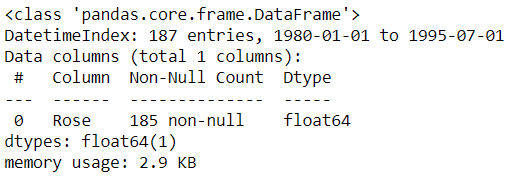 <class 'pandas.core.frame.DataFrame'>
DatetimeIndex: 187 entries, 1980-01-01 to 1995-07-01
Data columns (total 1 columns):
 #   Column  Non-Null Count  Dtype
---  ------  --------------  -----
 0   Rose    185 non-null    float64
dtypes: float64(1)
memory usage: 2.9 KB